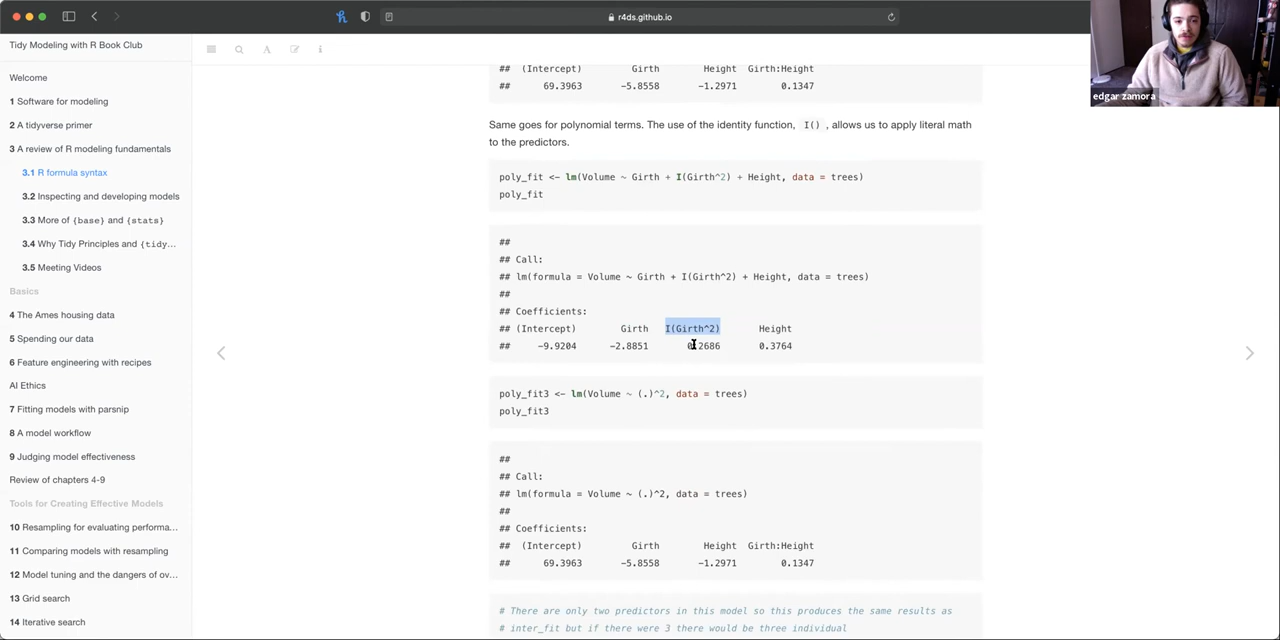 r4ds.github.io
Tidy Modeling with R Book Club
Welcome
1 Software for modeling
2 A tidyverse primer
3 A review of R modeling fundamentals
3.1 R formula syntax
3.2 Inspecting and developing models
3.3 More of {base} and {stats}
3.4 Why Tidy Principles and {tidy...
3.5 Meeting Videos
Basics
4 The Ames housing data
5 Spending our data
6 Feature engineering with recipes
AI Ethics
7 Fitting models with parsnip
8 A model workflow
9 Judging model effectiveness
Review of chapters 4-9
Tools for Creating Effective Models
10 Resampling for evaluating performa...
11 Comparing models with resampling
12 Model tuning and the dangers of ov...
13 Grid search
14 Iterative search
## (Intercept) Girth Height Girth:Height
## 69.3963 -5.8558 -1.2971 0.1347
Same goes for polynomial terms. The use of the identity function, I() , allows us to apply literal math
to the predictors.
poly_fit <- lm(Volume ~ Girth + I(Girth^2) + Height, data = trees)
poly_fit
##
## Call:
## lm(formula = Volume ~ Girth + I(Girth^2) + Height, data = trees)
##
## Coefficients:
## (Intercept) Girth I(Girth^2) Height
## -9.9204 -2.8851 0.2686 0.3764
poly_fit3 <- lm(Volume ~ (.)^2, data = trees)
poly_fit3
##
## Call:
## lm(formula = Volume ~ (.)^2, data = trees)
##
## Coefficients:
## (Intercept) Girth Height Girth:Height
## 69.3963 -5.8558 -1.2971 0.1347
# There are only two predictors in this model so this produces the same results as
# inter_fit but if there were 3 there would be three individual
edgar zamora